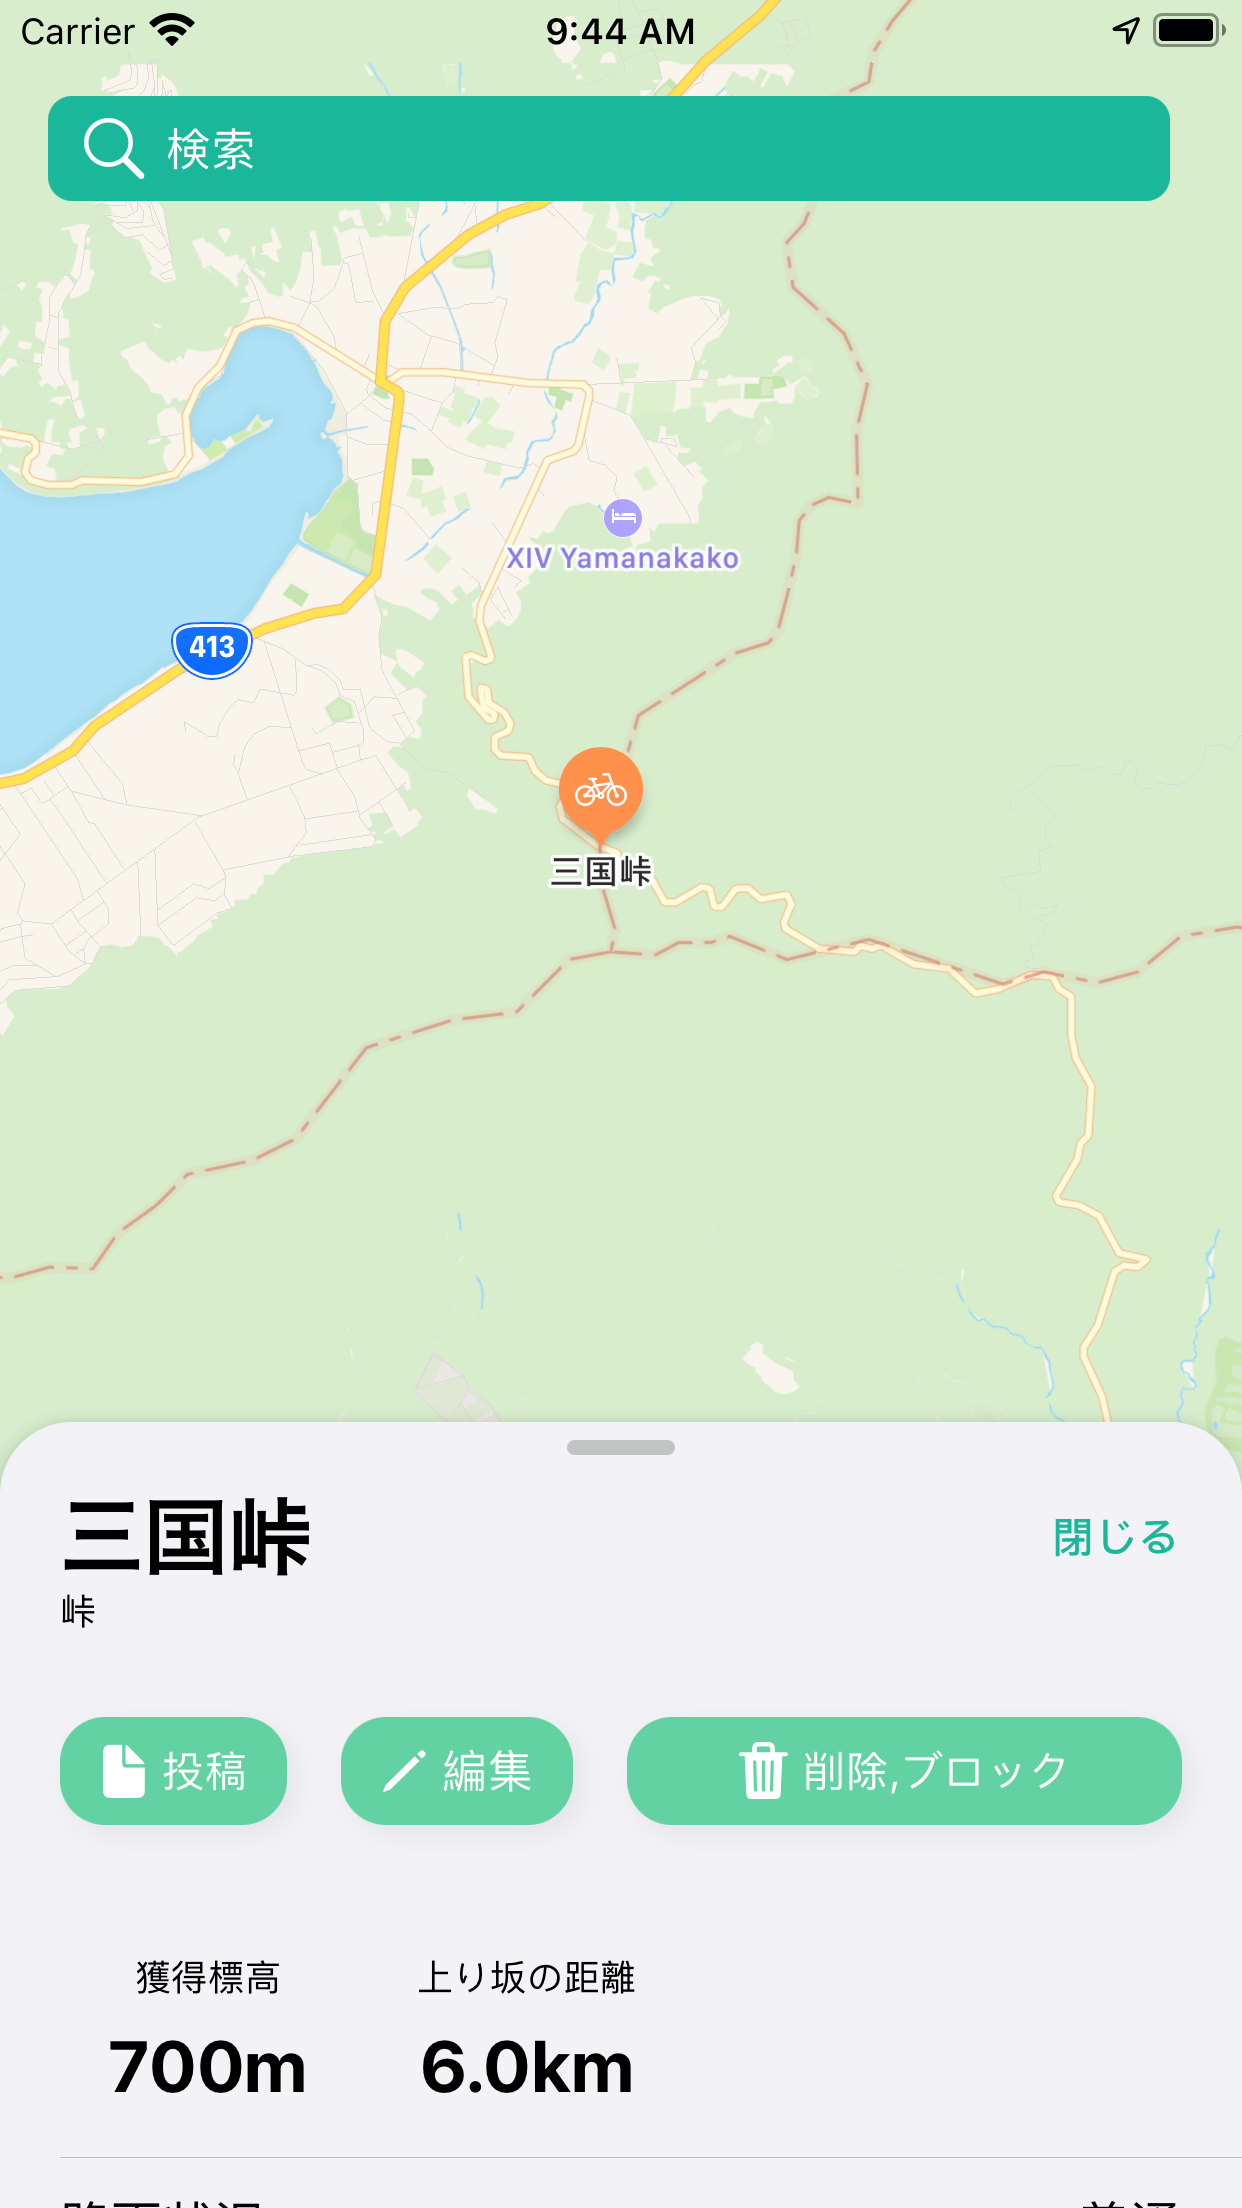 Carrier 9:44 AM
検索
XIV Yamanakako
413
三国峠
三国峠
閉じる
峠
投稿
編集
削除,ブロック
獲得標高
上り坂の距離
700m
6.0km